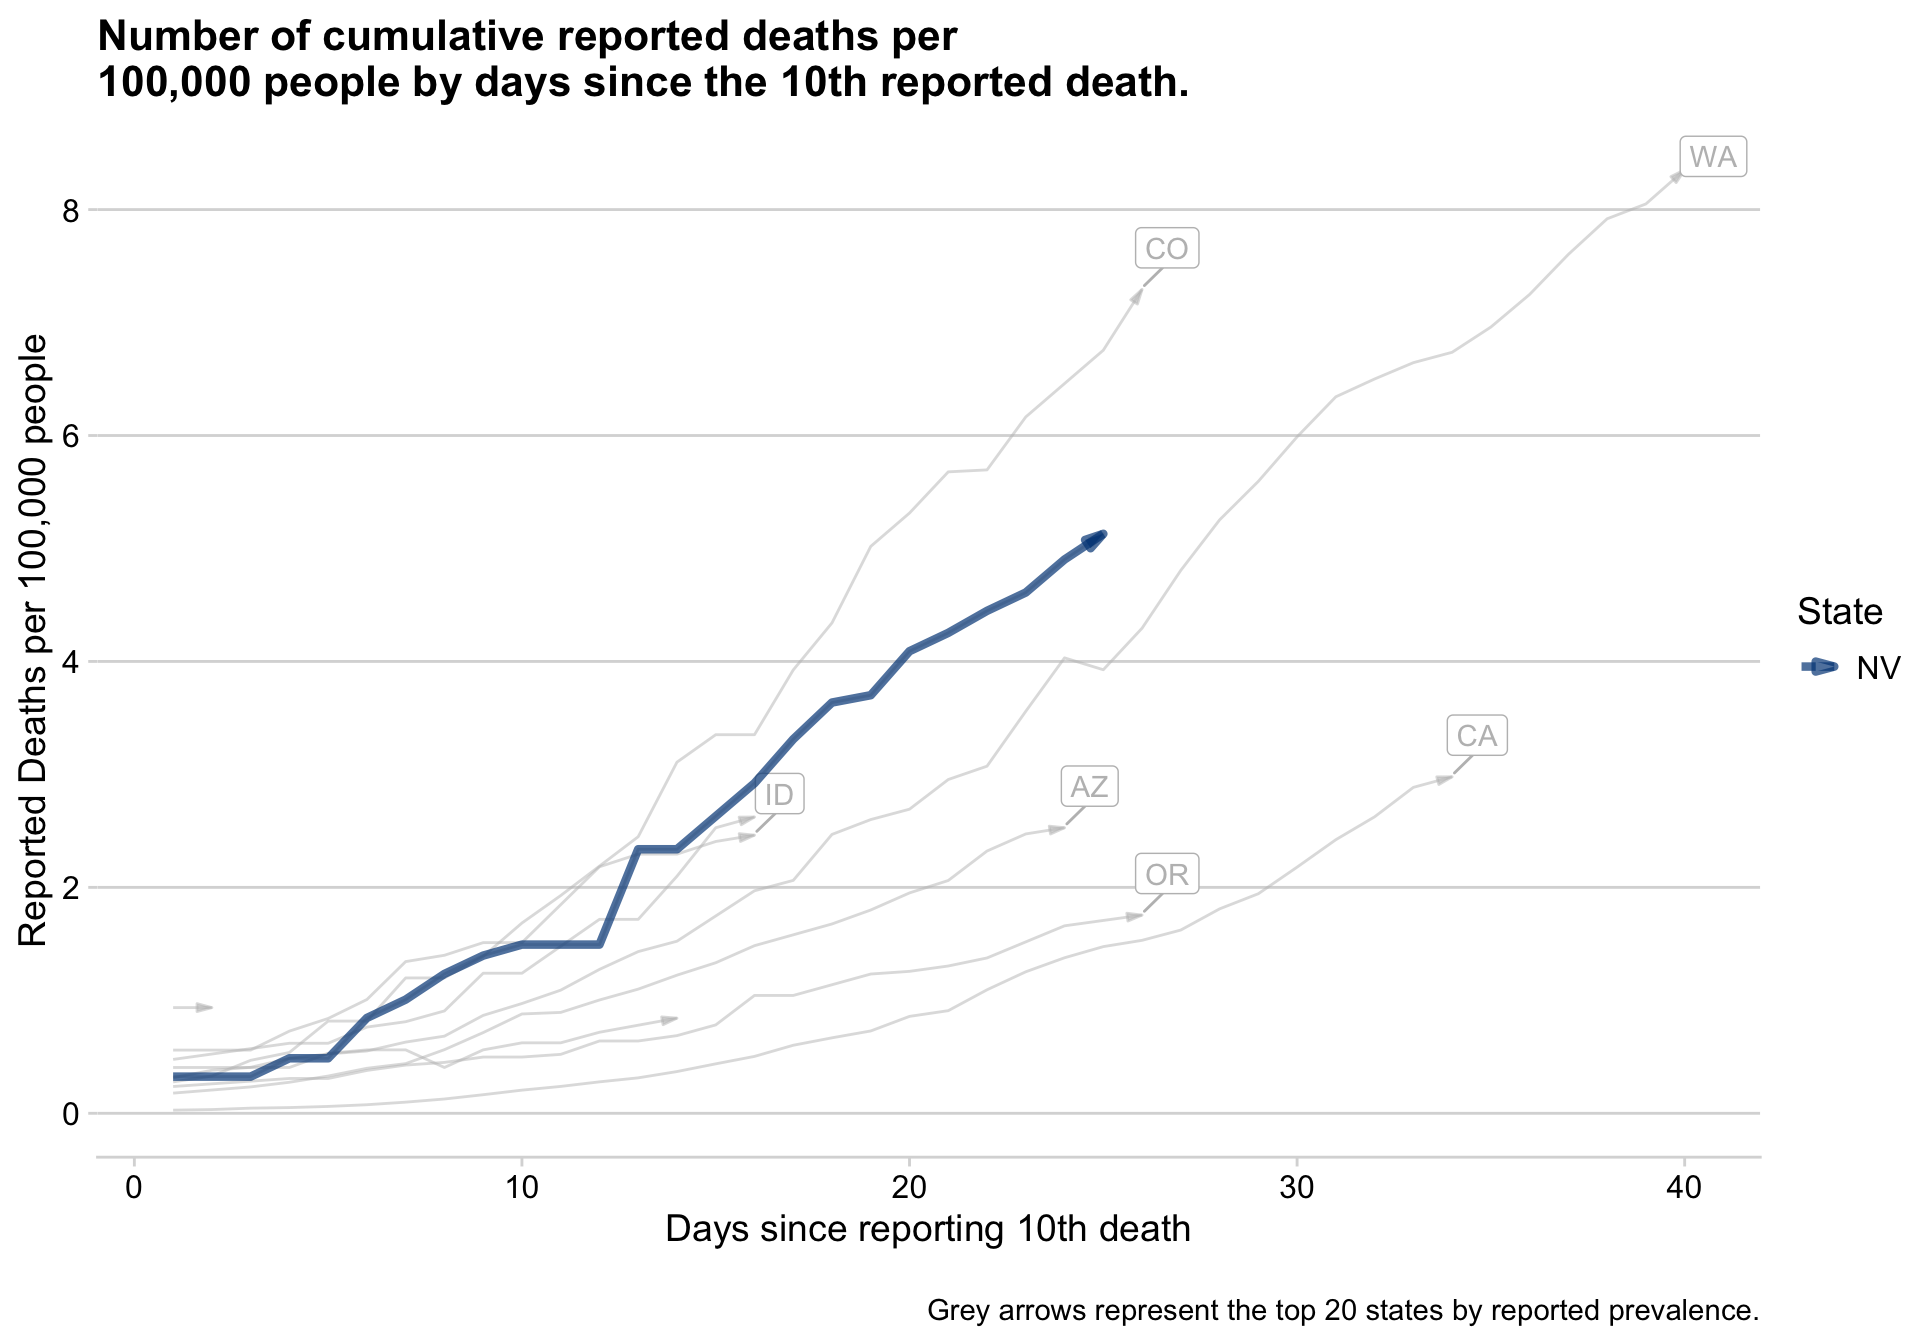 Number of cumulative reported deaths per
100,000 people by days since the 10th reported death.
WA
8
CO
6
Reported Deaths per 100,000 people
State
NV
4
CA
AZ
ID
OR
2
0
0 10 20 30 40
Days since reporting 10th death
Grey arrows represent the top 20 states by reported prevalence.